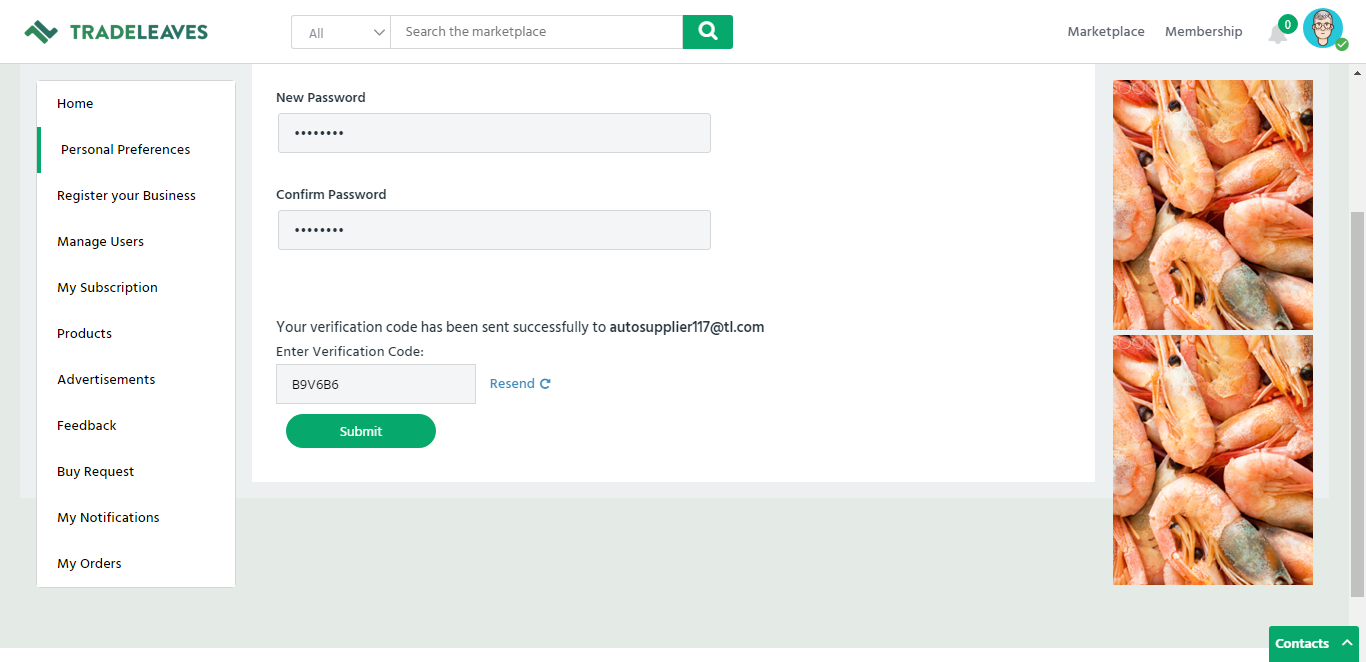 TRADELEAVES
All
Search the marketplace
Marketplace
Membership
0
Home
Personal Preferences
Register your Business
Manage Users
My Subscription
Products
Advertisements
Feedback
Buy Request
My Notifications
My Orders
New Password
••••••••
Confirm Password
••••••••
Your verification code has been sent successfully to autosupplier117@tl.com
Enter Verification Code:
B9V6B6
Resend
Submit
Contacts